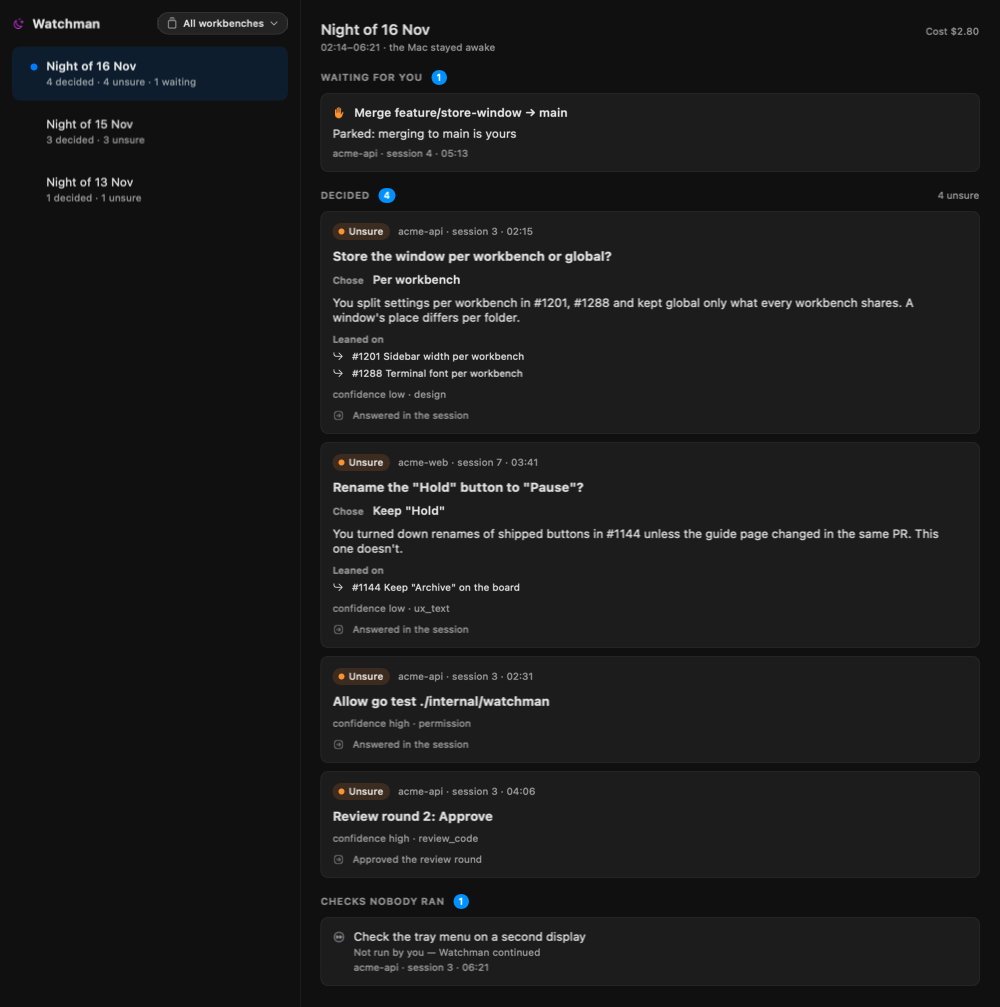 Watchman
All workbenches
Night of 16 Nov
4 decided · 4 unsure · 1 waiting
Night of 15 Nov
3 decided · 3 unsure
Night of 13 Nov
1 decided · 1 unsure
Night of 16 Nov
Cost $2.80
02:14–06:21 · the Mac stayed awake
WAITING FOR YOU 1
Merge feature/store-window → main
Parked: merging to main is yours
acme-api · session 4 · 05:13
DECIDED 4
4 unsure
Unsure acme-api · session 3 · 02:15
Store the window per workbench or global?
Chose Per workbench
You split settings per workbench in #1201, #1288 and kept global only what every workbench shares. A
window's place differs per folder.
Leaned on
#1201 Sidebar width per workbench
#1288 Terminal font per workbench
confidence low · design
Answered in the session
Unsure acme-web · session 7 · 03:41
Rename the "Hold" button to "Pause"?
Chose Keep "Hold"
You turned down renames of shipped buttons in #1144 unless the guide page changed in the same PR. This
one doesn't.
Leaned on
#1144 Keep "Archive" on the board
confidence low · ux_text
Answered in the session
Unsure acme-api · session 3 · 02:31
Allow go test ./internal/watchman
confidence high · permission
Answered in the session
Unsure acme-api · session 3 · 04:06
Review round 2: Approve
confidence high · review_code
Approved the review round
CHECKS NOBODY RAN 1
Check the tray menu on a second display
Not run by you — Watchman continued
acme-api · session 3 · 06:21